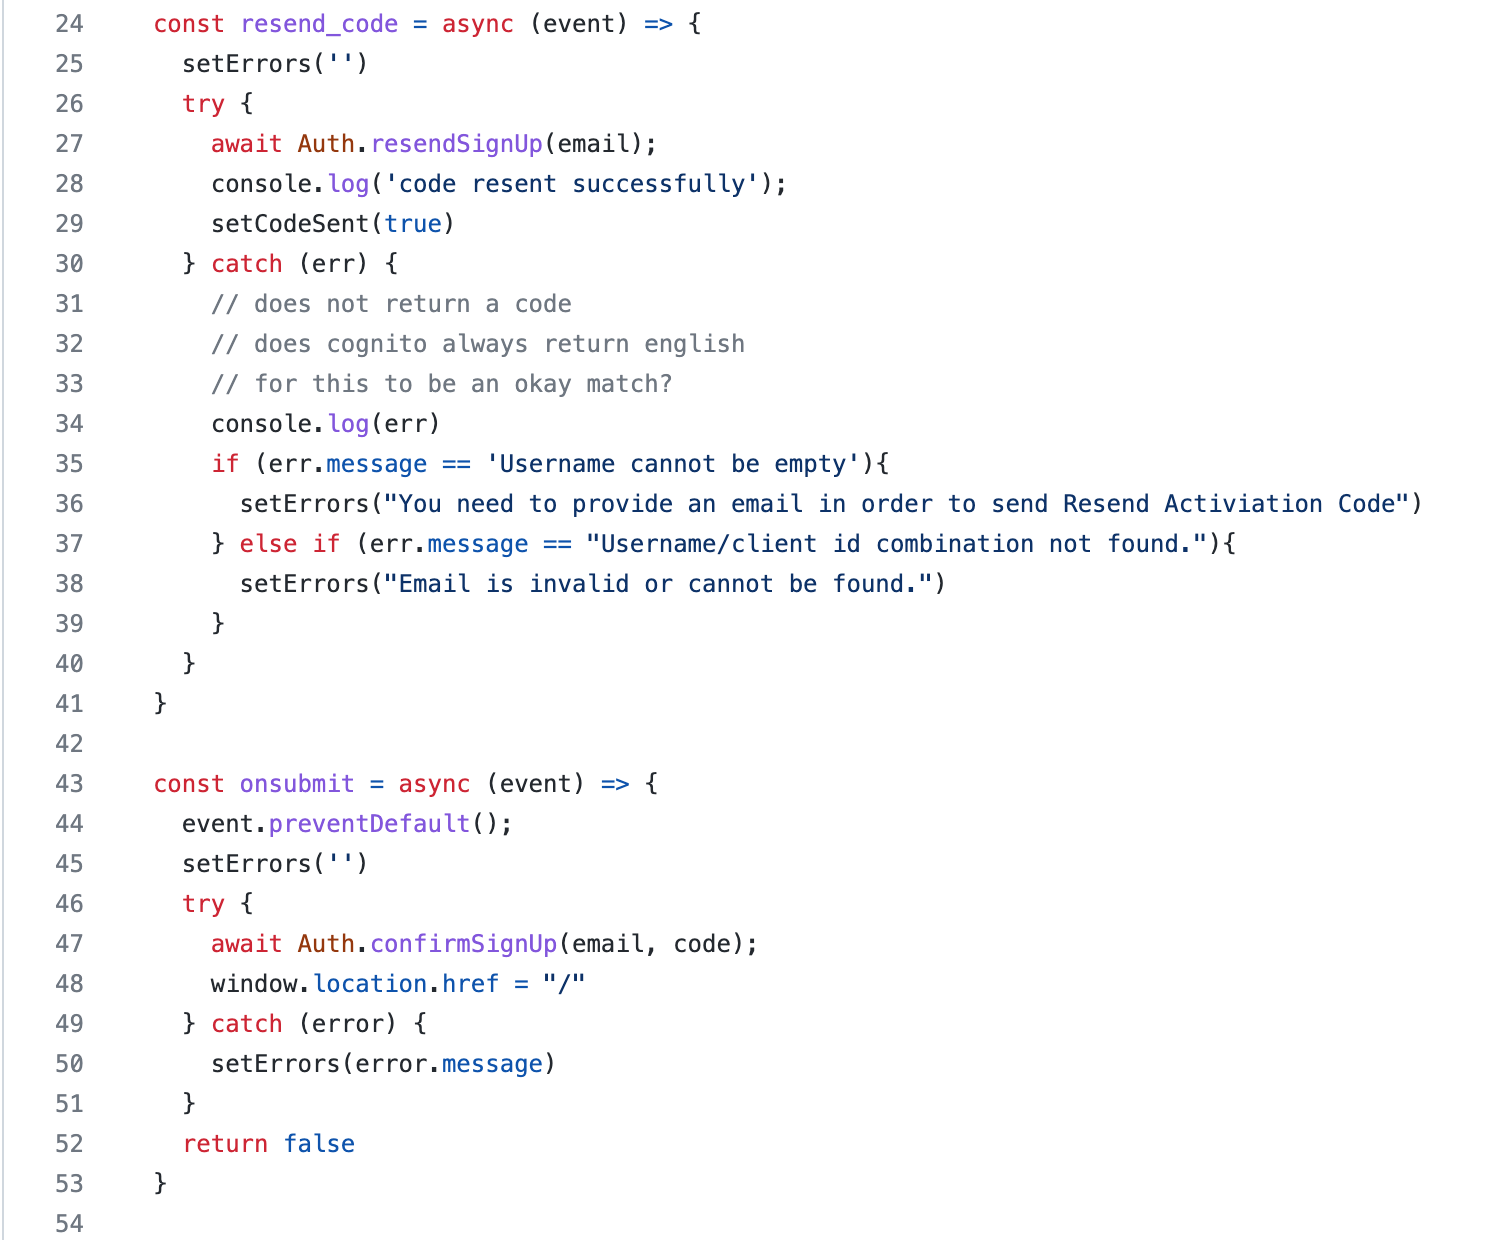 24 const resend_code = async (event) => {
25 setErrors('')
26 try {
27 await Auth.resendSignUp(email);
28 console.log('code resent successfully');
29 setCodeSent(true)
30 } catch (err) {
31 // does not return a code
32 // does cognito always return english
33 // for this to be an okay match?
34 console.log(err)
35 if (err.message == 'Username cannot be empty'){
36 setErrors("You need to provide an email in order to send Resend Activiation Code")
37 } else if (err.message == "Username/client id combination not found."){
38 setErrors("Email is invalid or cannot be found.")
39 }
40 }
41 }
42
43 const onsubmit = async (event) => {
44 event.preventDefault();
45 setErrors('')
46 try {
47 await Auth.confirmSignUp(email, code);
48 window.location.href = "/"
49 } catch (error) {
50 setErrors(error.message)
51 }
52 return false
53 }
54